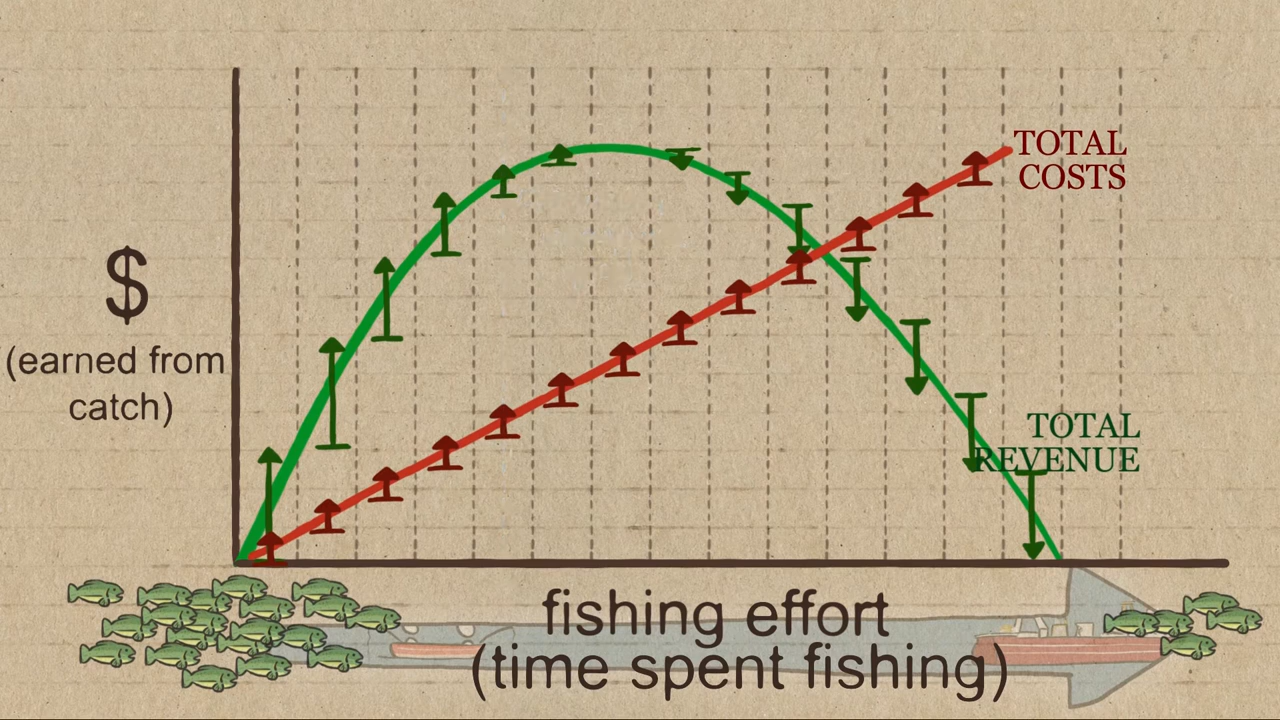 TOTAL
COSTS
$
(earned from
catch)
TOTAL
REVENUE
fishing effort
(time spent fishing)